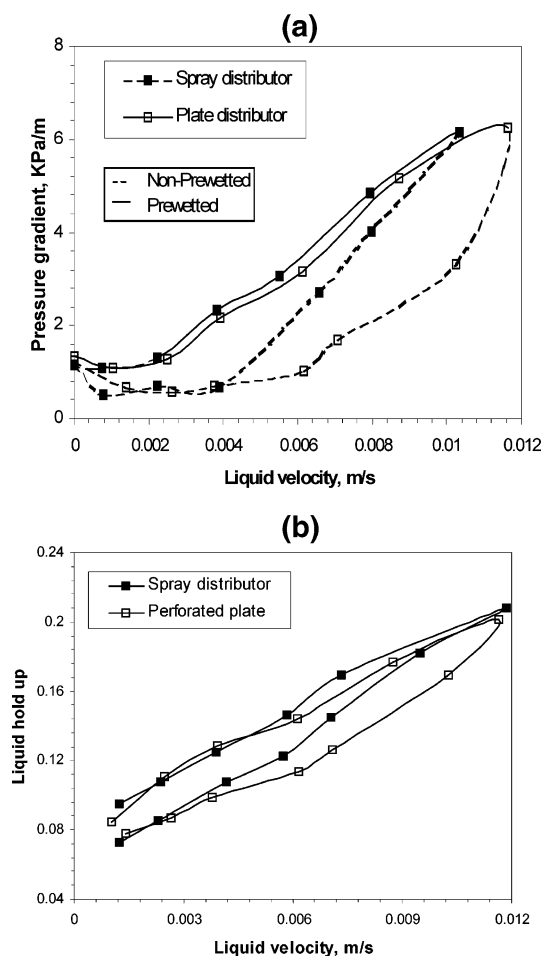 (a)
8
6
4
2
0
Pressure gradient, KPa/m
Spray distributor
Plate distributor
Non-Prewetted
Prewetted
0 0.002 0.004 0.006 0.008 0.01 0.012
Liquid velocity, m/s
(b)
0.24
0.2
0.16
0.12
0.08
0.04
Liquid hold up
Spray distributor
Perforated plate
0 0.003 0.006 0.009 0.012
Liquid velocity, m/s